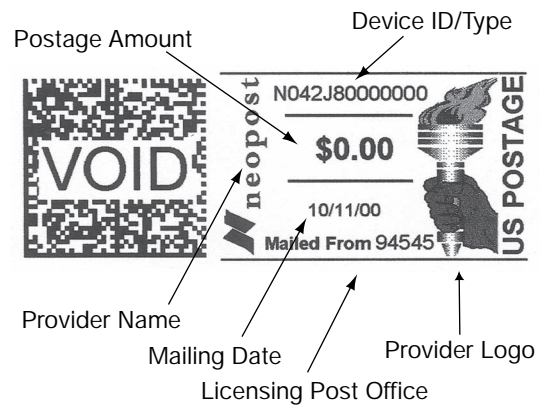 Device ID/Type
Postage Amount
N042J80000000
VOID
neopost
$0.00
US POSTAGE
10/11/00
Mailed From 94545
Provider Name
Mailing Date
Provider Logo
Licensing Post Office